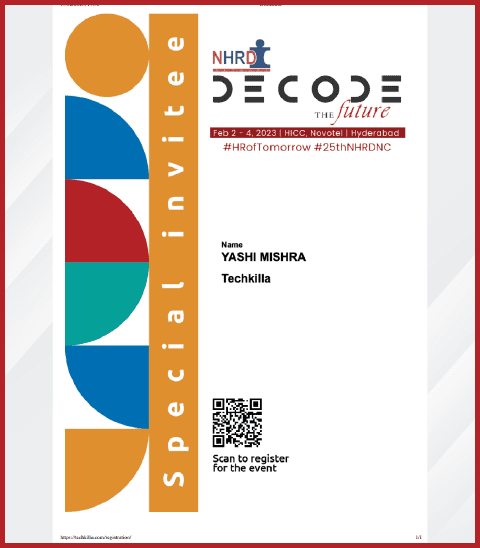 Special invitee
NHRD
DECODE
THE future
Feb 2 - 4, 2023 | HICC, Novotel | Hyderabad
#HRofTomorrow #25thNHRDNC
Name
YASHI MISHRA
Techkilla
Scan to register
for the event
https://techkilla.com/registration/
1/1